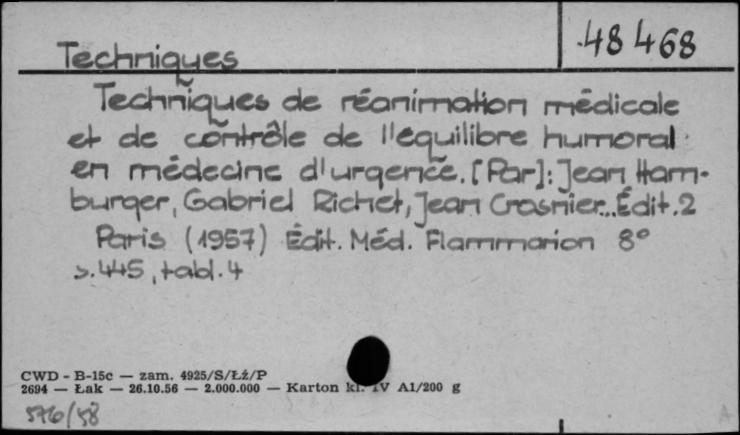 Techniques
48 468
Techniques de réanimation médicale
et de contrôle de l'équilibre humoral
en médecine d'urgence. [Par]: Jean Ham-
burger, Gabriel Richet, Jean Crosnier... Édit. 2
Paris (1957) Édit. Méd. Flammarion 8°
s. 445, tabl. 4
CWD - B-15c — zam. 4925/S/Łż/P
2694 — Łak — 26.10.56 — 2.000.000 — Karton kl. IV A1/200 g
576/58
A